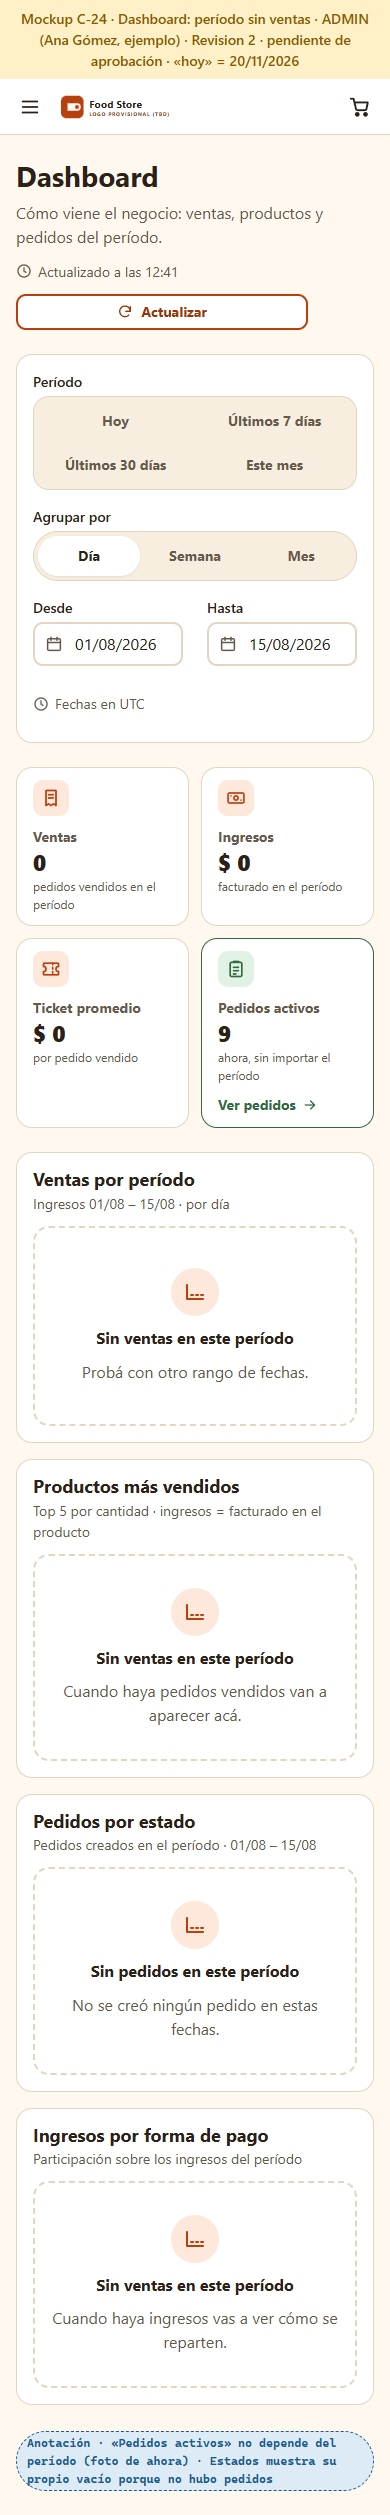 Mockup C-24 · Dashboard: período sin ventas · ADMIN
(Ana Gómez, ejemplo) · Revision 2 · pendiente de
aprobación · «hoy» = 20/11/2026
Food Store
LOGO PROVISIONAL (TBD)
Dashboard
Cómo viene el negocio: ventas, productos y
pedidos del período.
Actualizado a las 12:41
Actualizar
Período
Hoy
Últimos 7 días
Últimos 30 días
Este mes
Agrupar por
Día
Semana
Mes
Desde
Hasta
01/08/2026
15/08/2026
Fechas en UTC
Ventas
0
pedidos vendidos en el
período
Ingresos
$ 0
facturado en el período
Ticket promedio
$ 0
por pedido vendido
Pedidos activos
9
ahora, sin importar el
período
Ver pedidos →
Ventas por período
Ingresos 01/08 – 15/08 · por día
Sin ventas en este período
Probá con otro rango de fechas.
Productos más vendidos
Top 5 por cantidad · ingresos = facturado en el
producto
Sin ventas en este período
Cuando haya pedidos vendidos van a
aparecer acá.
Pedidos por estado
Pedidos creados en el período · 01/08 – 15/08
Sin pedidos en este período
No se creó ningún pedido en estas
fechas.
Ingresos por forma de pago
Participación sobre los ingresos del período
Sin ventas en este período
Cuando haya ingresos vas a ver cómo se
reparten.
Anotación · «Pedidos activos» no depende del
período (foto de ahora) · Estados muestra su
propio vacío porque no hubo pedidos